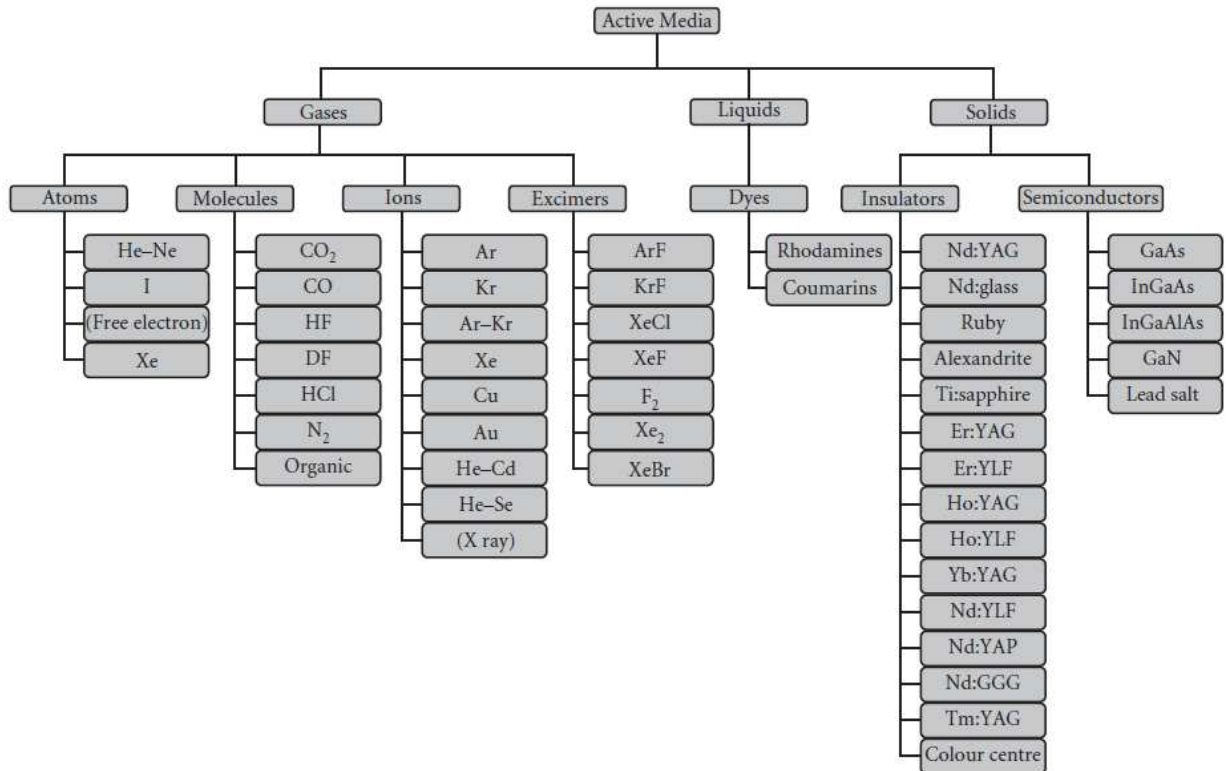 Active Media
Gases
Liquids
Solids
Atoms
Molecules
Ions
Excimers
Dyes
Insulators
Semiconductors
He–Ne
I
(Free electron)
Xe
CO₂
CO
HF
DF
HCl
N₂
Organic
Ar
Kr
Ar–Kr
Xe
Cu
Au
He–Cd
He–Se
(X ray)
ArF
KrF
XeCl
XeF
F₂
Xe₂
XeBr
Rhodamines
Coumarins
Nd:YAG
Nd:glass
Ruby
Alexandrite
Ti:sapphire
Er:YAG
Er:YLF
Ho:YAG
Ho:YLF
Yb:YAG
Nd:YLF
Nd:YAP
Nd:GGG
Tm:YAG
Colour centre
GaAs
InGaAs
InGaAlAs
GaN
Lead salt